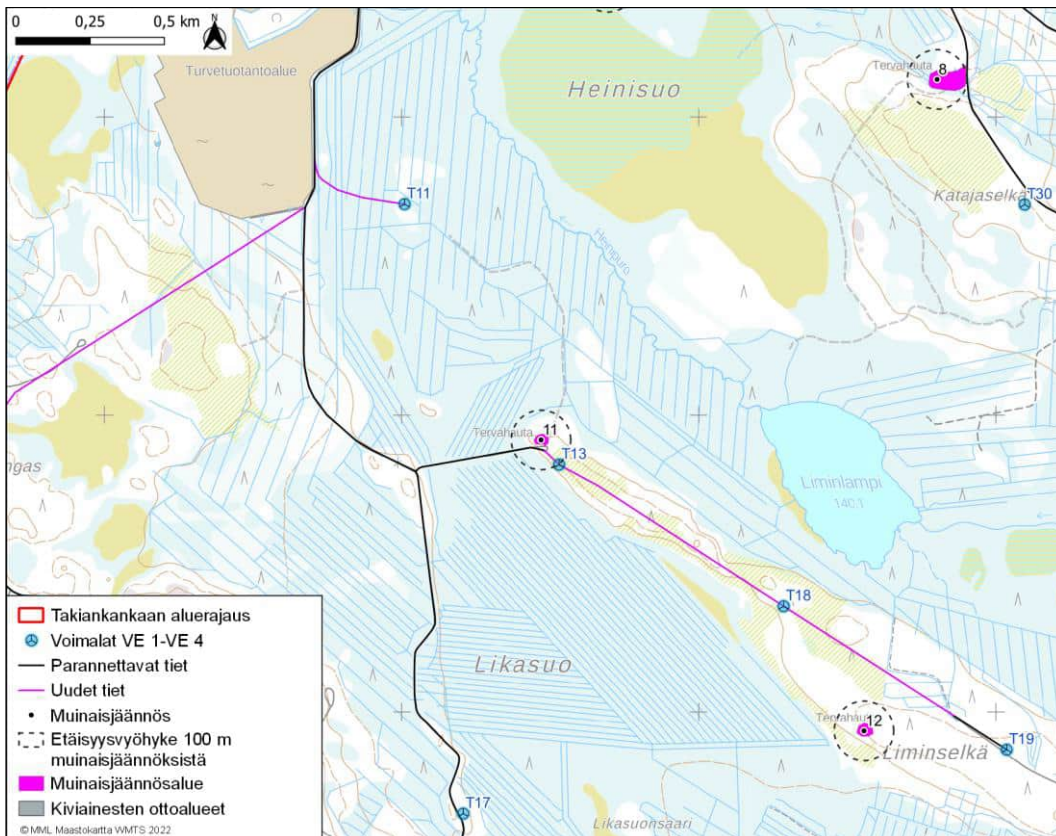 0 0,25 0,5 km
Turvetuotantoalue
Heinisuo
Tervahauta
8
T11
Katajaselkä
T30
Heinipuro
11
Tervahauta
T13
ngas
Liminlampi
140.1
T18
Takiankankaan aluerajaus
Voimalat VE 1-VE 4
Parannettavat tiet
Uudet tiet
Muinaisjäännös
Etäisyysvyöhyke 100 m
muinaisjäännöksistä
Muinaisjäännösalue
Kiviainesten ottoalueet
© MML Maastokartta WMTS 2022
Likasuo
Tervahau
12
Liminselkä
T19
T17
Likasuonsaari